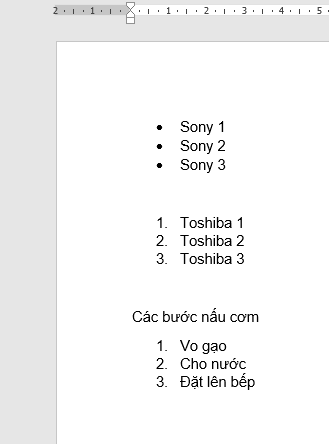 2 1 1 2 3 4 5
• Sony 1
• Sony 2
• Sony 3
1. Toshiba 1
2. Toshiba 2
3. Toshiba 3
Các bước nấu cơm
1. Vo gạo
2. Cho nước
3. Đặt lên bếp